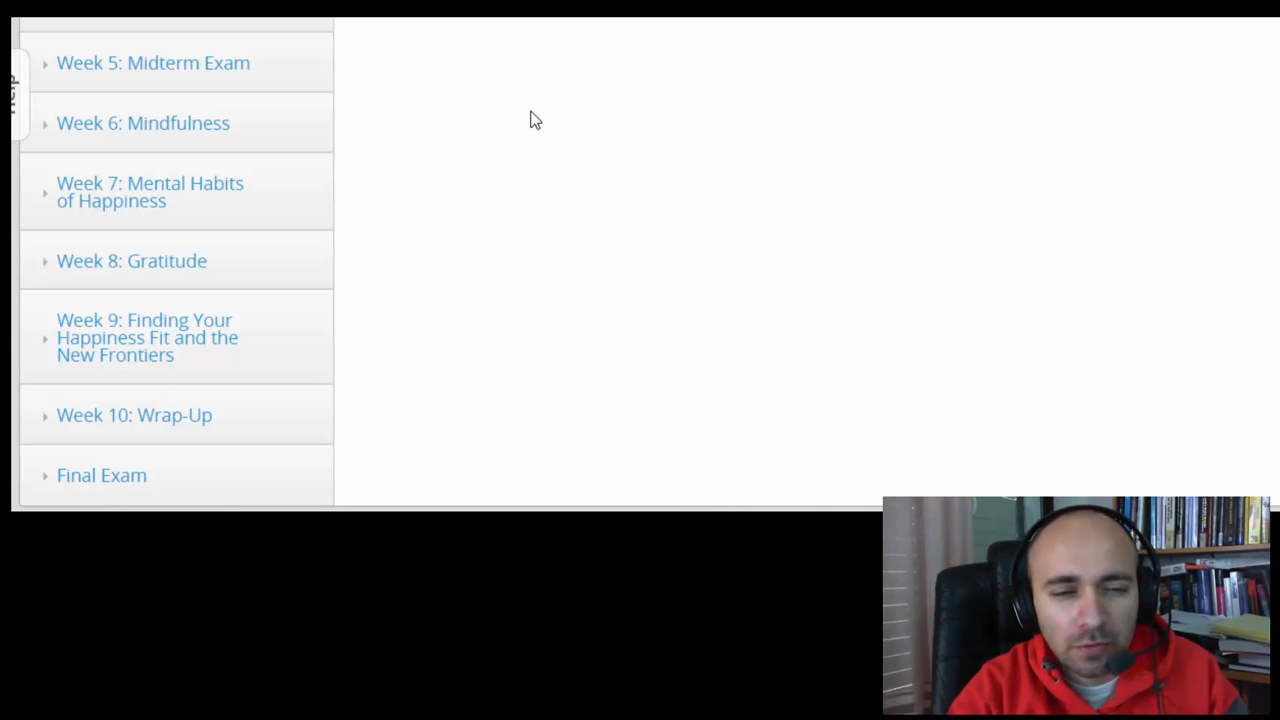 Help
Week 5: Midterm Exam
Week 6: Mindfulness
Week 7: Mental Habits
of Happiness
Week 8: Gratitude
Week 9: Finding Your
Happiness Fit and the
New Frontiers
Week 10: Wrap-Up
Final Exam